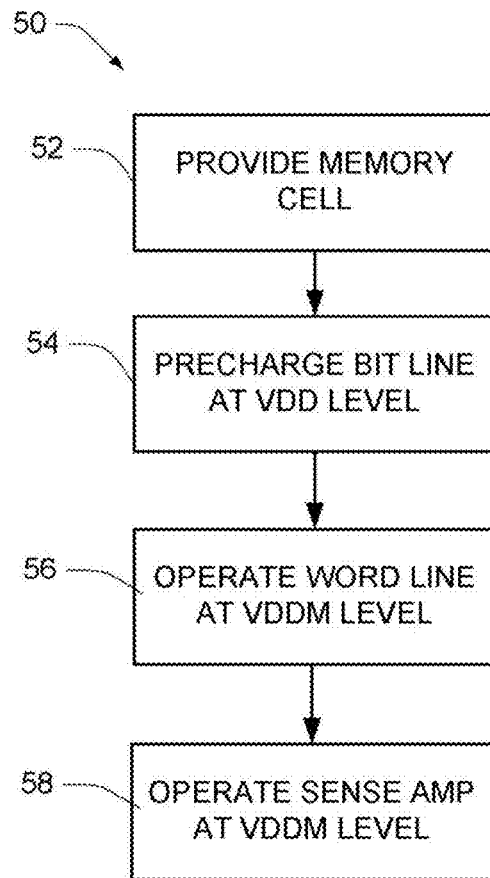 50
52
PROVIDE MEMORY
CELL
54
PRECHARGE BIT LINE
AT VDD LEVEL
56
OPERATE WORD LINE
AT VDDM LEVEL
58
OPERATE SENSE AMP
AT VDDM LEVEL